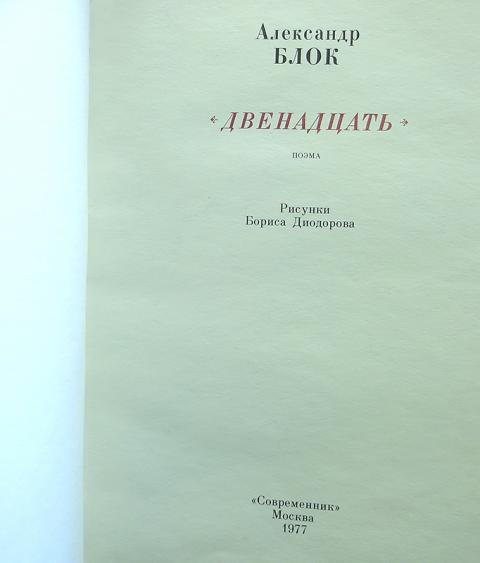 Александр
БЛОК
ДВЕНАДЦАТЬ
ПОЭМА
Рисунки
Бориса Диодорова
«Современник»
Москва
1977